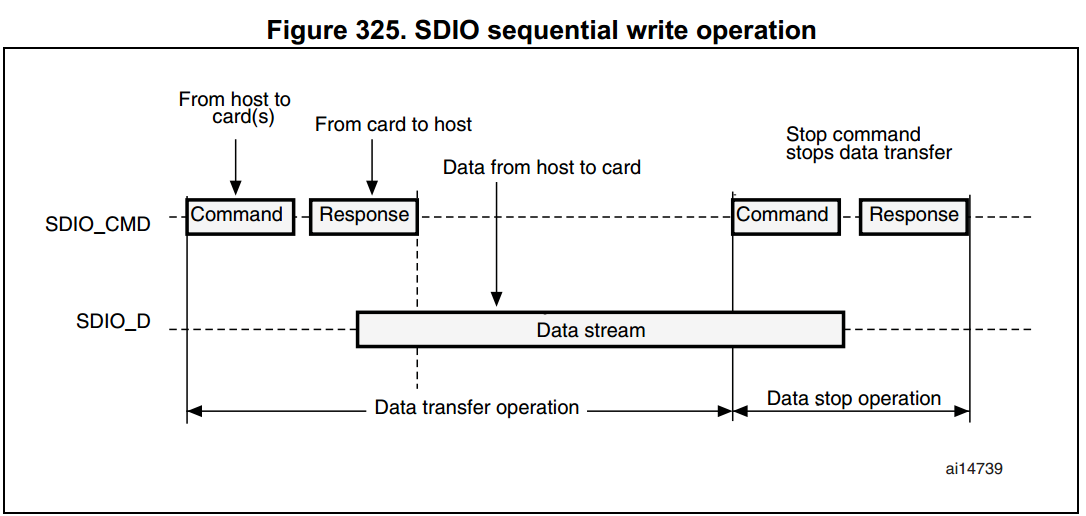 Figure 325. SDIO sequential write operation
From host to
card(s)
From card to host
Data from host to card
Stop command
stops data transfer
SDIO_CMD
Command
Response
Command
Response
SDIO_D
Data stream
Data transfer operation
Data stop operation
ai14739